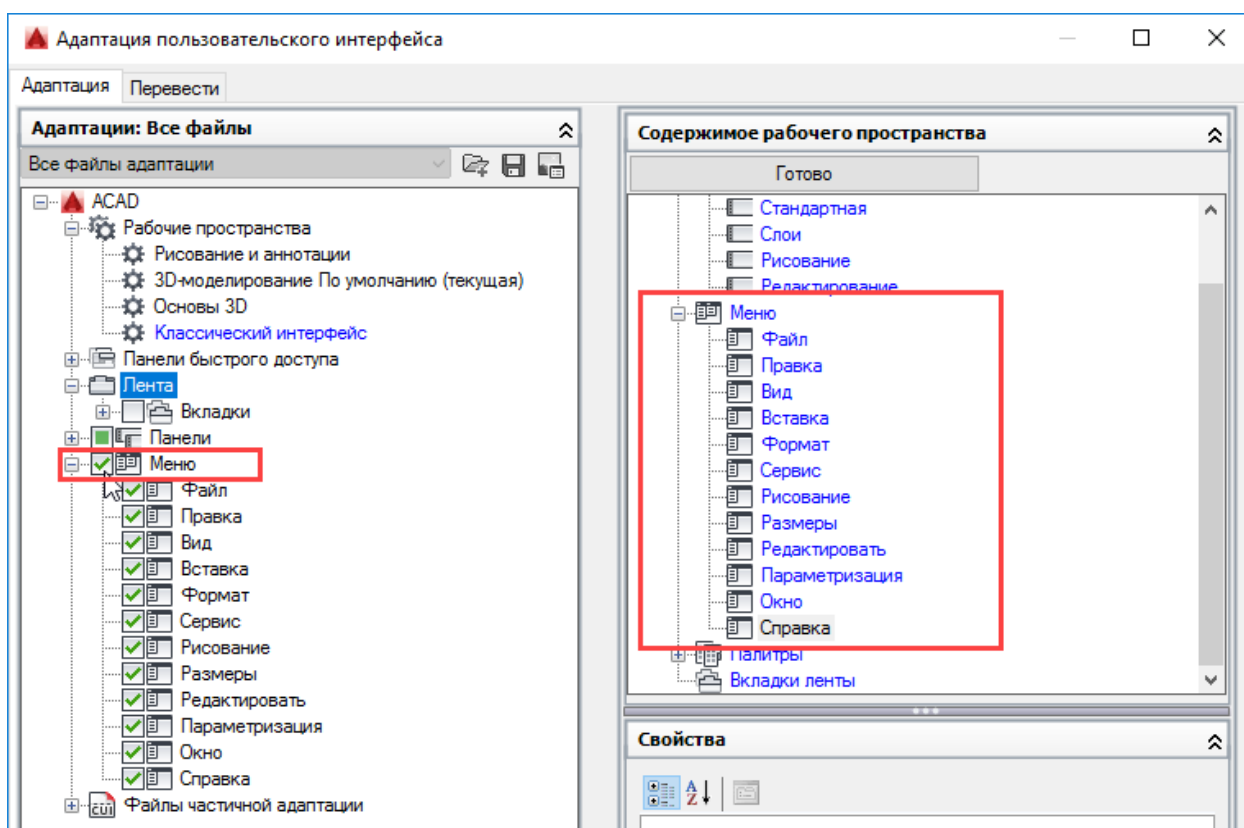 Адаптация пользовательского интерфейса
Адаптация
Перевести
Адаптации: Все файлы
Все файлы адаптации
ACAD
Рабочие пространства
Рисование и аннотации
3D-моделирование По умолчанию (текущая)
Основы 3D
Классический интерфейс
Панели быстрого доступа
Лента
Вкладки
Панели
Меню
Файл
Правка
Вид
Вставка
Формат
Сервис
Рисование
Размеры
Редактировать
Параметризация
Окно
Справка
CUI
Файлы частичной адаптации
Содержимое рабочего пространства
Готово
Стандартная
Слои
Рисование
Редактирование
Меню
Файл
Правка
Вид
Вставка
Формат
Сервис
Рисование
Размеры
Редактировать
Параметризация
Окно
Справка
Палитры
Вкладки ленты
Свойства
A
Z